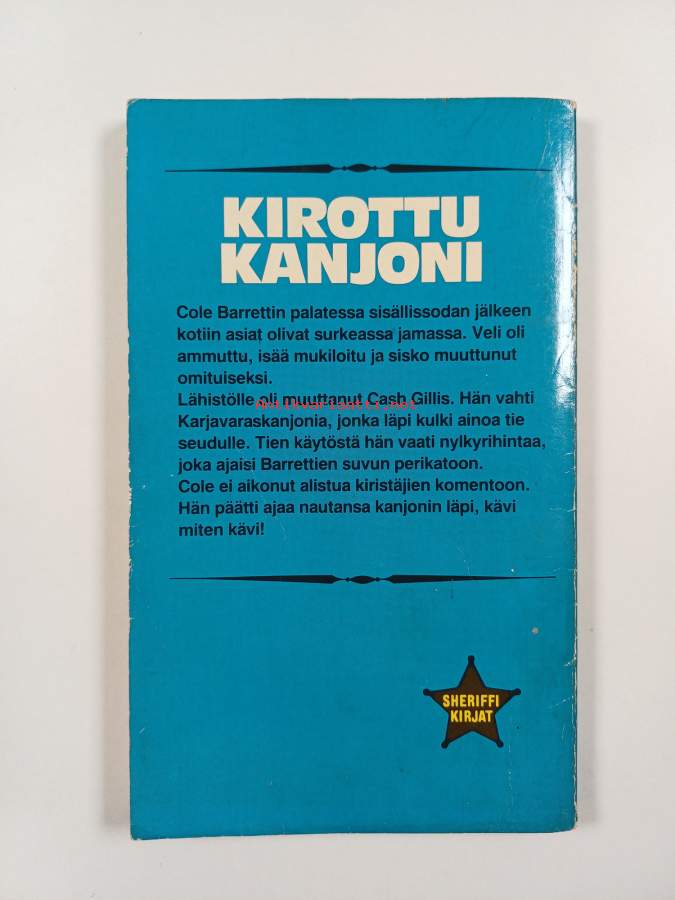 KIROTTU
KANJONI
Cole Barrettin palatessa sisällissodan jälkeen
kotiin asiat olivat surkeassa jamassa. Veli oli
ammuttu, isää mukiloitu ja sisko muuttunut
omituiseksi.
Lähistölle oli muuttanut Cash Gillis. Hän vahti
Antikvariaatti.net
Karjavaraskanjonia, jonka läpi kulki ainoa tie
seudulle. Tien käytöstä hän vaati nylkyrihintaa,
joka ajaisi Barrettien suvun perikatoon.
Cole ei aikonut alistua kiristäjien komentoon.
Hän päätti ajaa nautansa kanjonin läpi, kävi
miten kävi!
SHERIFFI
KIRJAT